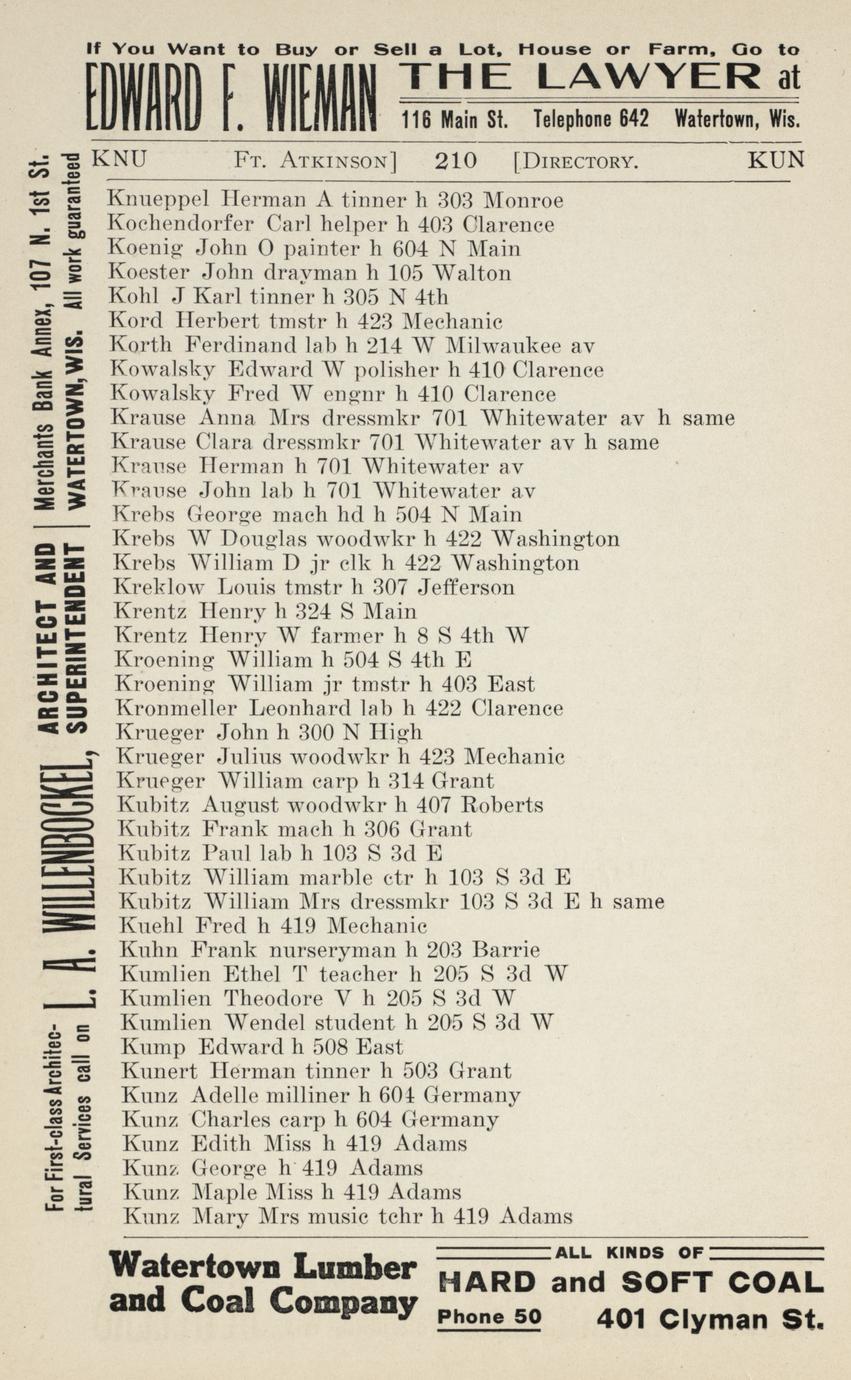 If You Want to Buy or Sell a Lot, House or Farm, Go to
EDWARD F. WIEMAN THE LAWYER at
116 Main St. Telephone 642 Watertown, Wis.
KNU FT. ATKINSON] 210 [DIRECTORY. KUN
Knueppel Herman A tinner h 303 Monroe
Kochendorfer Carl helper h 403 Clarence
Koenig John O painter h 604 N Main
Koester John drayman h 105 Walton
Kohl J Karl tinner h 305 N 4th
Kord Herbert tmstr h 423 Mechanic
Korth Ferdinand lab h 214 W Milwaukee av
Kowalsky Edward W polisher h 410 Clarence
Kowalsky Fred W engnr h 410 Clarence
Krause Anna Mrs dressmkr 701 Whitewater av h same
Krause Clara dressmkr 701 Whitewater av h same
Krause Herman h 701 Whitewater av
Krause John lab h 701 Whitewater av
Krebs George mach hd h 504 N Main
Krebs W Douglas woodwkr h 422 Washington
Krebs William D jr clk h 422 Washington
Kreklow Louis tmstr h 307 Jefferson
Krentz Henry h 324 S Main
Krentz Henry W farmer h 8 S 4th W
Kroening William h 504 S 4th E
Kroening William jr tmstr h 403 East
Kronmeller Leonhard lab h 422 Clarence
Krueger John h 300 N High
Krueger Julius woodwkr h 423 Mechanic
Krueger William carp h 314 Grant
Kubitz August woodwkr h 407 Roberts
Kubitz Frank mach h 306 Grant
Kubitz Paul lab h 103 S 3d E
Kubitz William marble ctr h 103 S 3d E
Kubitz William Mrs dressmkr 103 S 3d E h same
Kuehl Fred h 419 Mechanic
Kuhn Frank nurseryman h 203 Barrie
Kumlien Ethel T teacher h 205 S 3d W
Kumlien Theodore V h 205 S 3d W
Kumlien Wendel student h 205 S 3d W
Kump Edward h 508 East
Kunert Herman tinner h 503 Grant
Kunz Adelle milliner h 604 Germany
Kunz Charles carp h 604 Germany
Kunz Edith Miss h 419 Adams
Kunz George h 419 Adams
Kunz Maple Miss h 419 Adams
Kunz Mary Mrs music tchr h 419 Adams
For First-class Architec-
tural Services call on L. A. WILLENBOCKEL,
ARCHITECT AND
SUPERINTENDENT
Merchants Bank Annex, 107 N. 1st St.
WATERTOWN, WIS. All work guaranteed
Watertown Lumber
and Coal Company
ALL KINDS OF
HARD and SOFT COAL
Phone 50 401 Clyman St.